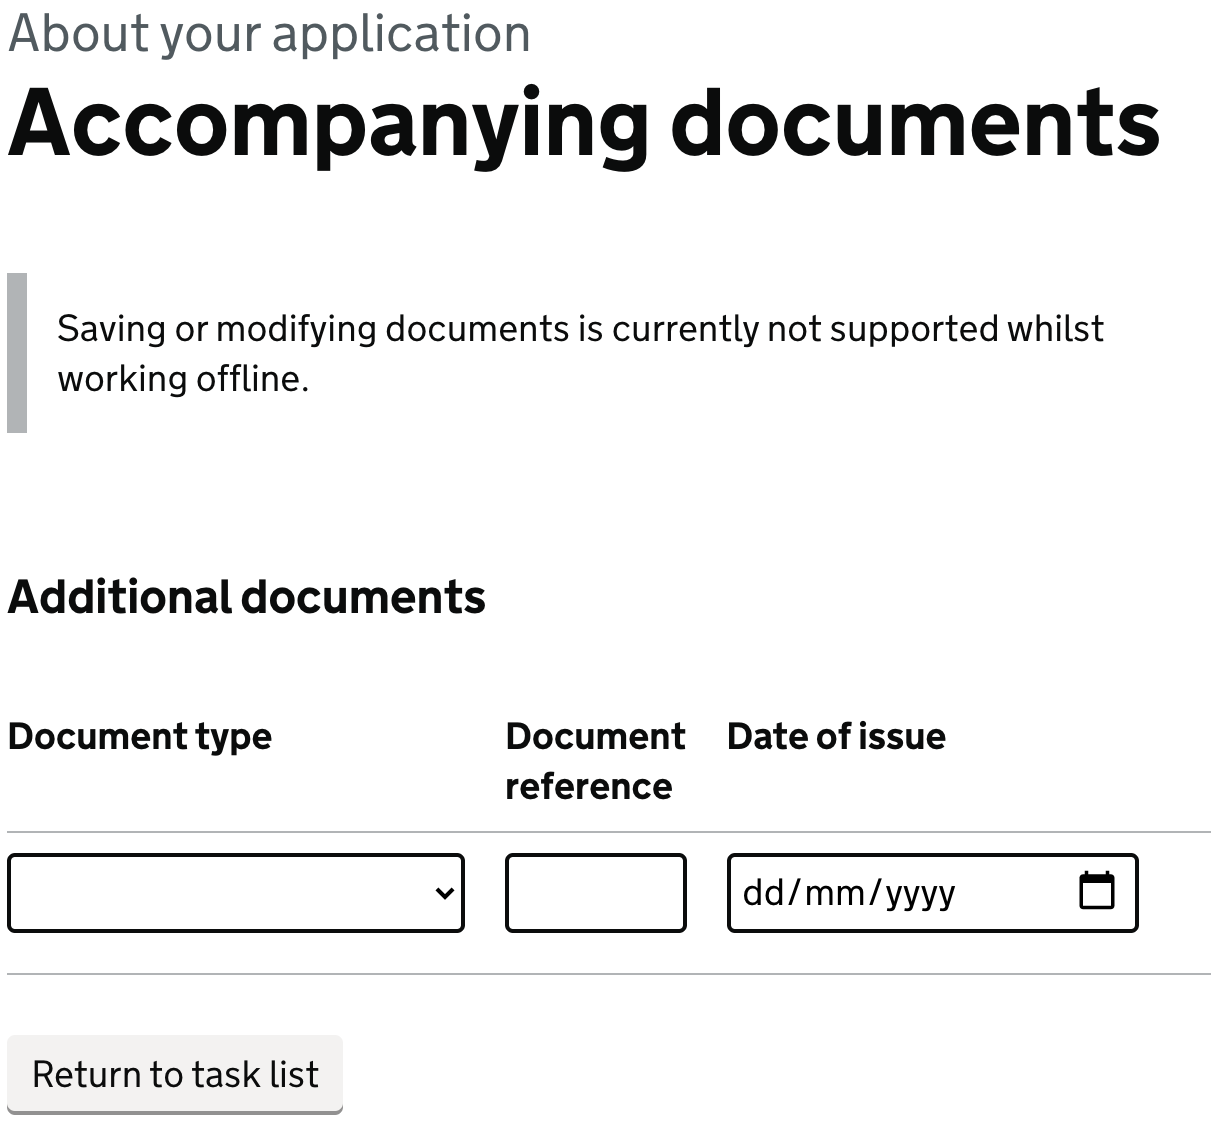 About your application
Accompanying documents
Saving or modifying documents is currently not supported whilst
working offline.
Additional documents
Document type
Document
reference
Date of issue
dd/mm/yyyy
Return to task list